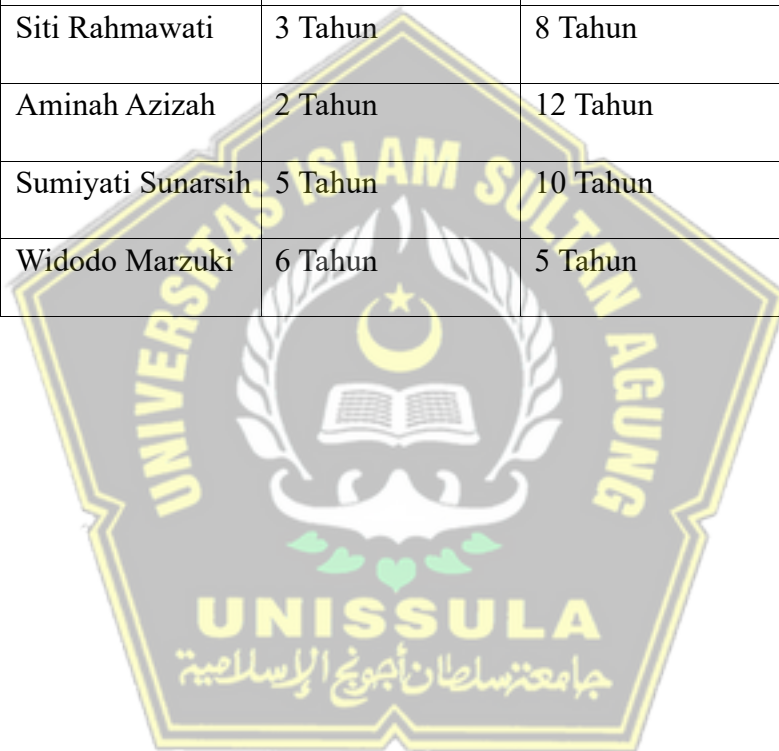 Siti Rahmawati 3 Tahun 8 Tahun
Aminah Azizah 2 Tahun 12 Tahun
Sumiyati Sunarsih 5 Tahun 10 Tahun
Widodo Marzuki 6 Tahun 5 Tahun
UNIVERSITAS ISLAM SULTAN AGUNG
UNISSULA
جامعة سلطان أجونج الإسلامية